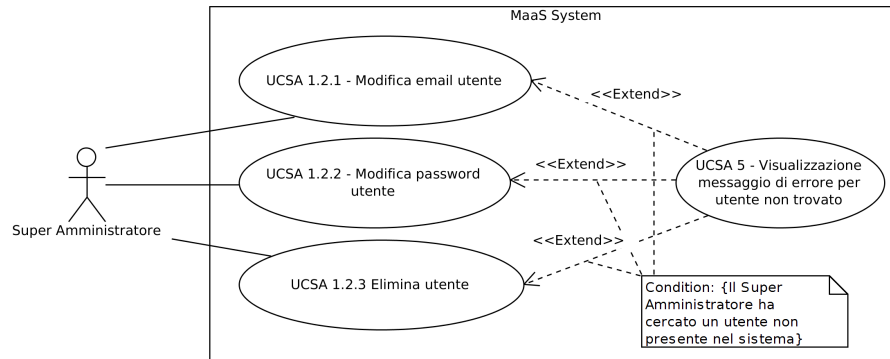 MaaS System
UCSA 1.2.1 - Modifica email utente
<<Extend>>
UCSA 1.2.2 - Modifica password
utente
<<Extend>>
UCSA 5 - Visualizzazione
messaggio di errore per
utente non trovato
Super Amministratore
<<Extend>>
UCSA 1.2.3 Elimina utente
Condition: {Il Super
Amministratore ha
cercato un utente non
presente nel sistema}